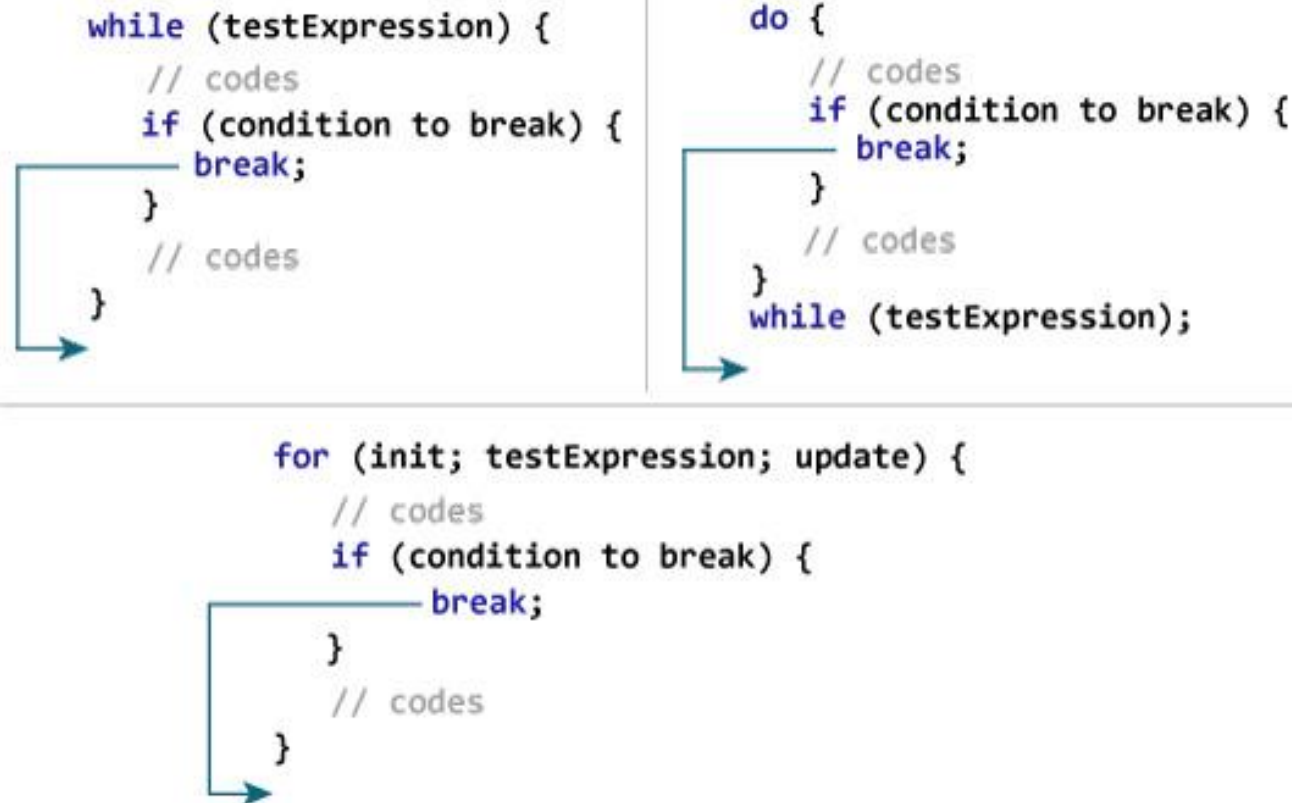 while (testExpression) {
// codes
if (condition to break) {
break;
}
// codes
}
do {
// codes
if (condition to break) {
break;
}
// codes
}
while (testExpression);
for (init; testExpression; update) {
// codes
if (condition to break) {
break;
}
// codes
}